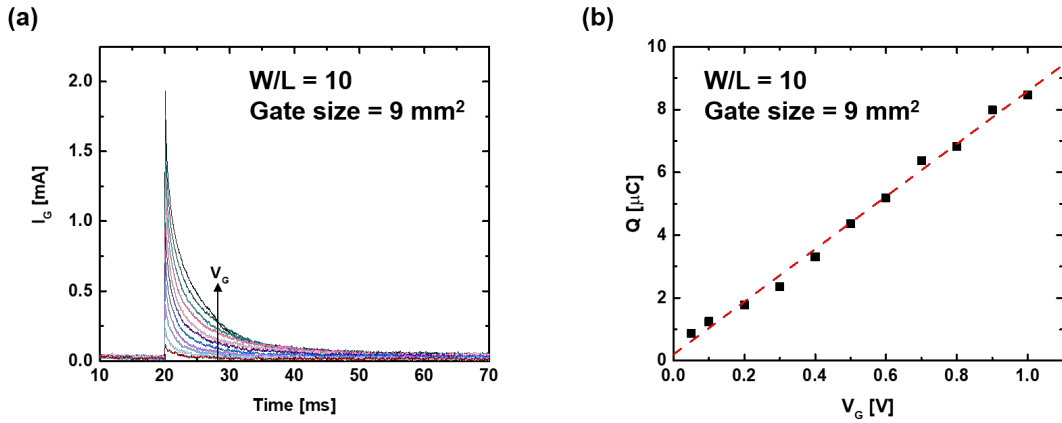 (a)
W/L = 10
Gate size = 9 mm²
I_G [mA]
2.0
1.5
1.0
0.5
0.0
V_G
10 20 30 40 50 60 70
Time [ms]
(b)
W/L = 10
Gate size = 9 mm²
Q [μC]
10
8
6
4
2
0
0.0 0.2 0.4 0.6 0.8 1.0
V_G [V]